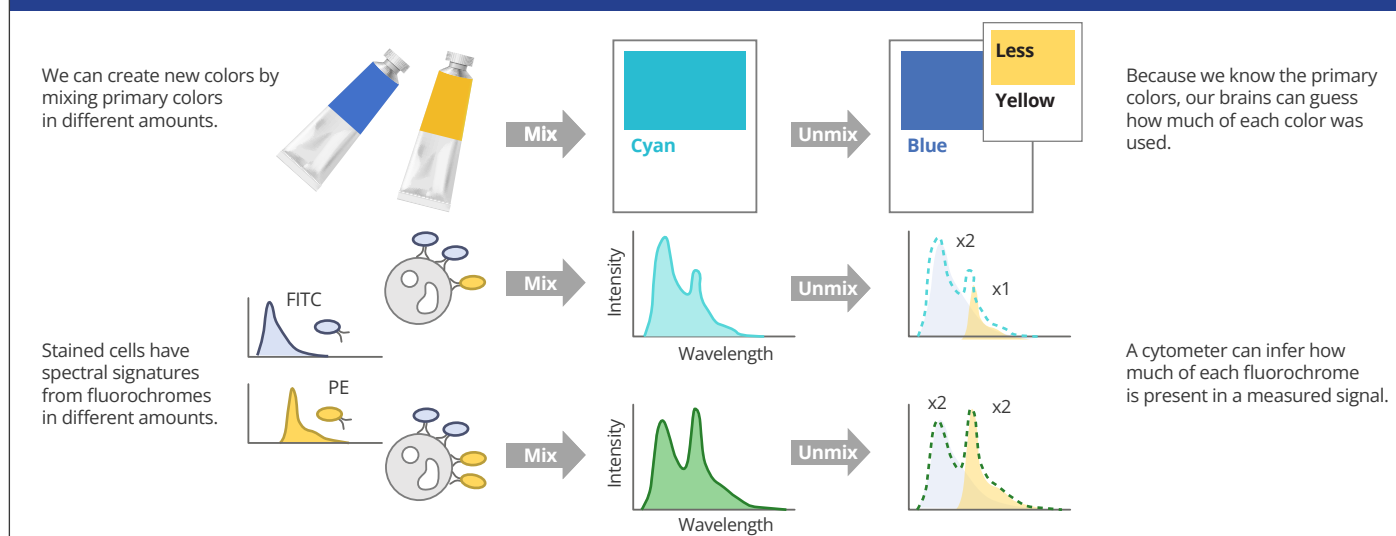 We can create new colors by
mixing primary colors
in different amounts.
Mix
Cyan
Unmix
Blue
Less
Yellow
Because we know the primary
colors, our brains can guess
how much of each color was
used.
Stained cells have
spectral signatures
from fluorochromes
in different amounts.
FITC
PE
Mix
Intensity
Wavelength
Unmix
x2
x1
Mix
Intensity
Wavelength
Unmix
x2
x2
A cytometer can infer how
much of each fluorochrome
is present in a measured signal.